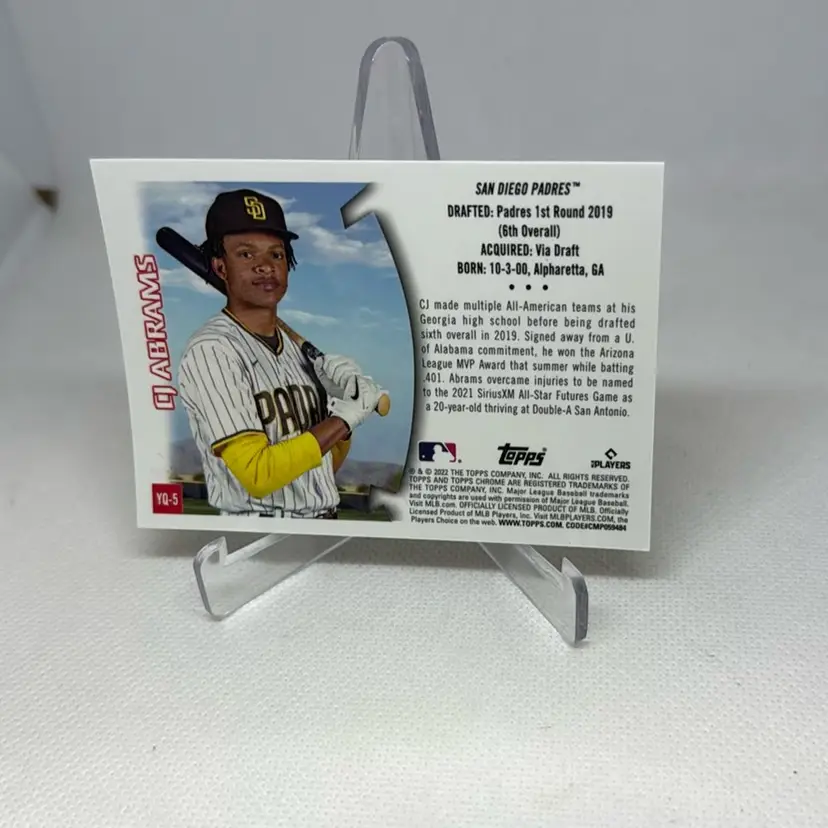 SAN DIEGO PADRES™
DRAFTED: Padres 1st Round 2019
(6th Overall)
ACQUIRED: Via Draft
BORN: 10-3-00, Alpharetta, GA
• • •
CJ made multiple All-American teams at his
Georgia high school before being drafted
sixth overall in 2019. Signed away from a U.
of Alabama commitment, he won the Arizona
League MVP Award that summer while batting
.401. Abrams overcame injuries to be named
to the 2021 SiriusXM All-Star Futures Game as
a 20-year-old thriving at Double-A San Antonio.
CJ ABRAMS
SD
PADR
YQ-5
Topps
PLAYERS
® & © 2022 THE TOPPS COMPANY, INC. ALL RIGHTS RESERVED.
TOPPS AND TOPPS CHROME ARE REGISTERED TRADEMARKS OF
THE TOPPS COMPANY, INC. Major League Baseball trademarks
and copyrights are used with permission of Major League Baseball.
Visit MLB.com. OFFICIALLY LICENSED PRODUCT OF MLB. Officially
Licensed Product of MLB Players, Inc. Visit MLBPLAYERS.COM, the
Players Choice on the web. WWW.TOPPS.COM. CODE#CMP059484